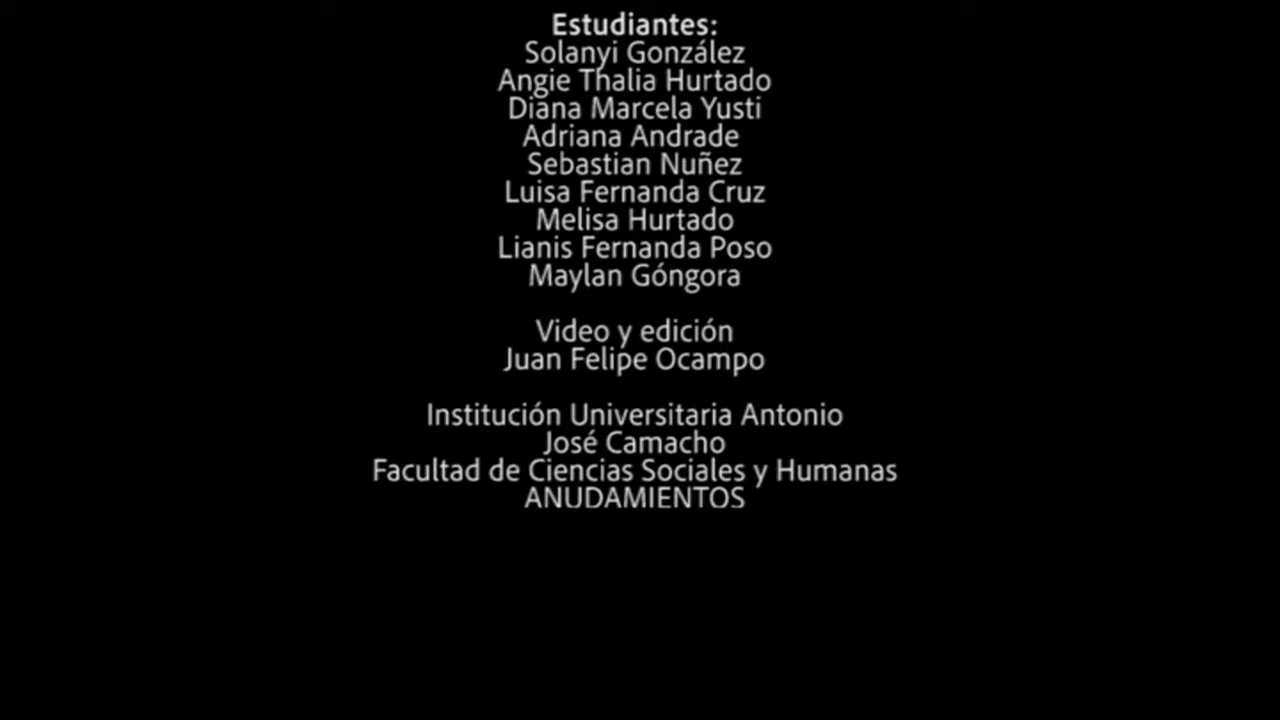 Estudiantes:
Solanyi González
Angie Thalia Hurtado
Diana Marcela Yusti
Adriana Andrade
Sebastian Nuñez
Luisa Fernanda Cruz
Melisa Hurtado
Lianis Fernanda Poso
Maylan Góngora
Video y edición
Juan Felipe Ocampo
Institución Universitaria Antonio
José Camacho
Facultad de Ciencias Sociales y Humanas
ANUDAMIENTOS